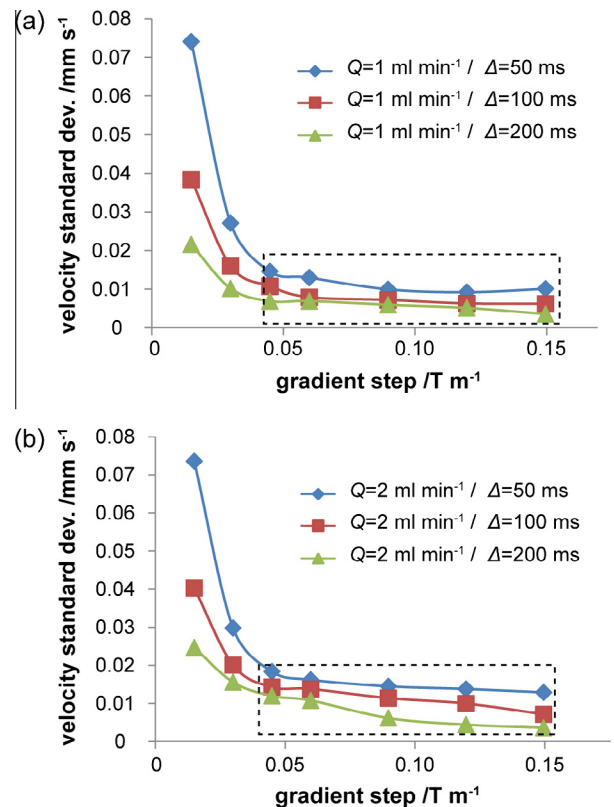 (a)
velocity standard dev. /mm s⁻¹
0.08
0.07
0.06
0.05
0.04
0.03
0.02
0.01
0
Q=1 ml min⁻¹ / Δ=50 ms
Q=1 ml min⁻¹ / Δ=100 ms
Q=1 ml min⁻¹ / Δ=200 ms
0 0.05 0.10 0.15
gradient step /T m⁻¹
(b)
velocity standard dev. /mm s⁻¹
0.08
0.07
0.06
0.05
0.04
0.03
0.02
0.01
0
Q=2 ml min⁻¹ / Δ=50 ms
Q=2 ml min⁻¹ / Δ=100 ms
Q=2 ml min⁻¹ / Δ=200 ms
0 0.05 0.10 0.15
gradient step /T m⁻¹